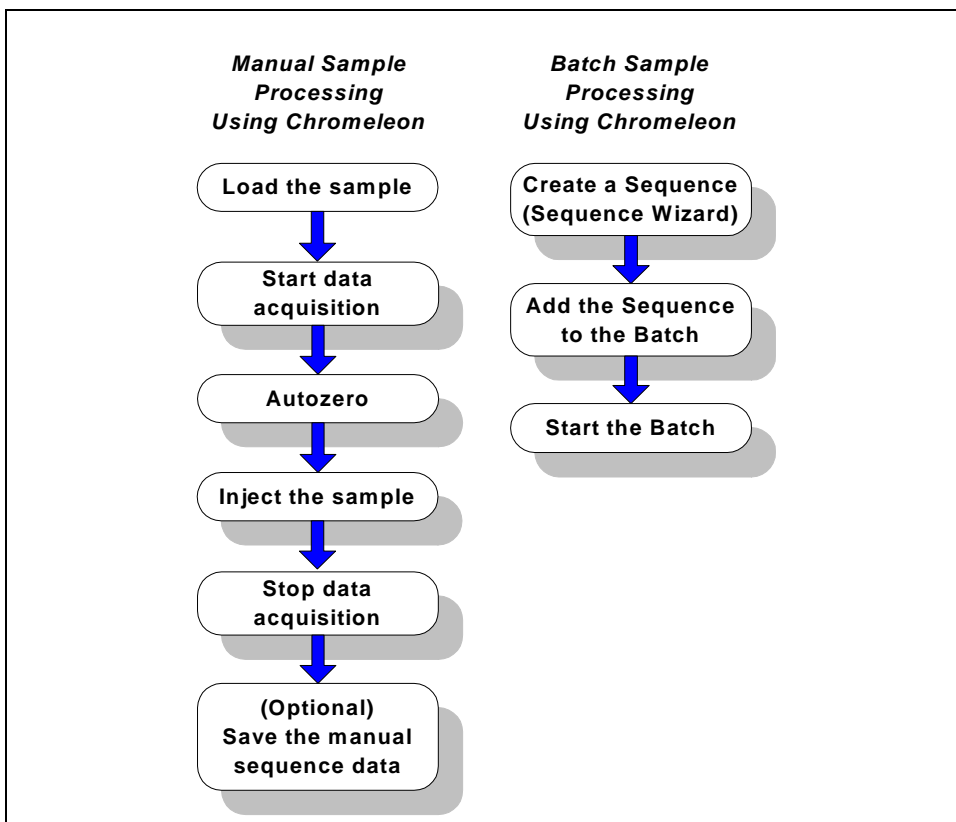 Manual Sample
Processing
Using Chromeleon
Load the sample
Start data
acquisition
Autozero
Inject the sample
Stop data
acquisition
(Optional)
Save the manual
sequence data
Batch Sample
Processing
Using Chromeleon
Create a Sequence
(Sequence Wizard)
Add the Sequence
to the Batch
Start the Batch